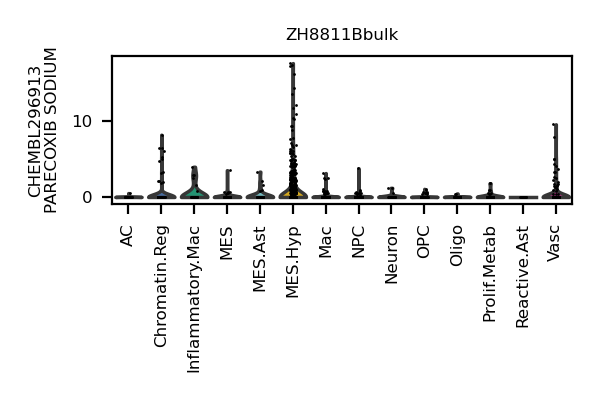 ZH8811Bbulk
CHEMBL296913
PARECOXIB SODIUM
10
0
AC
Chromatin.Reg
Inflammatory.Mac
MES
MES.Ast
MES.Hyp
Mac
NPC
Neuron
OPC
Oligo
Prolif.Metab
Reactive.Ast
Vasc